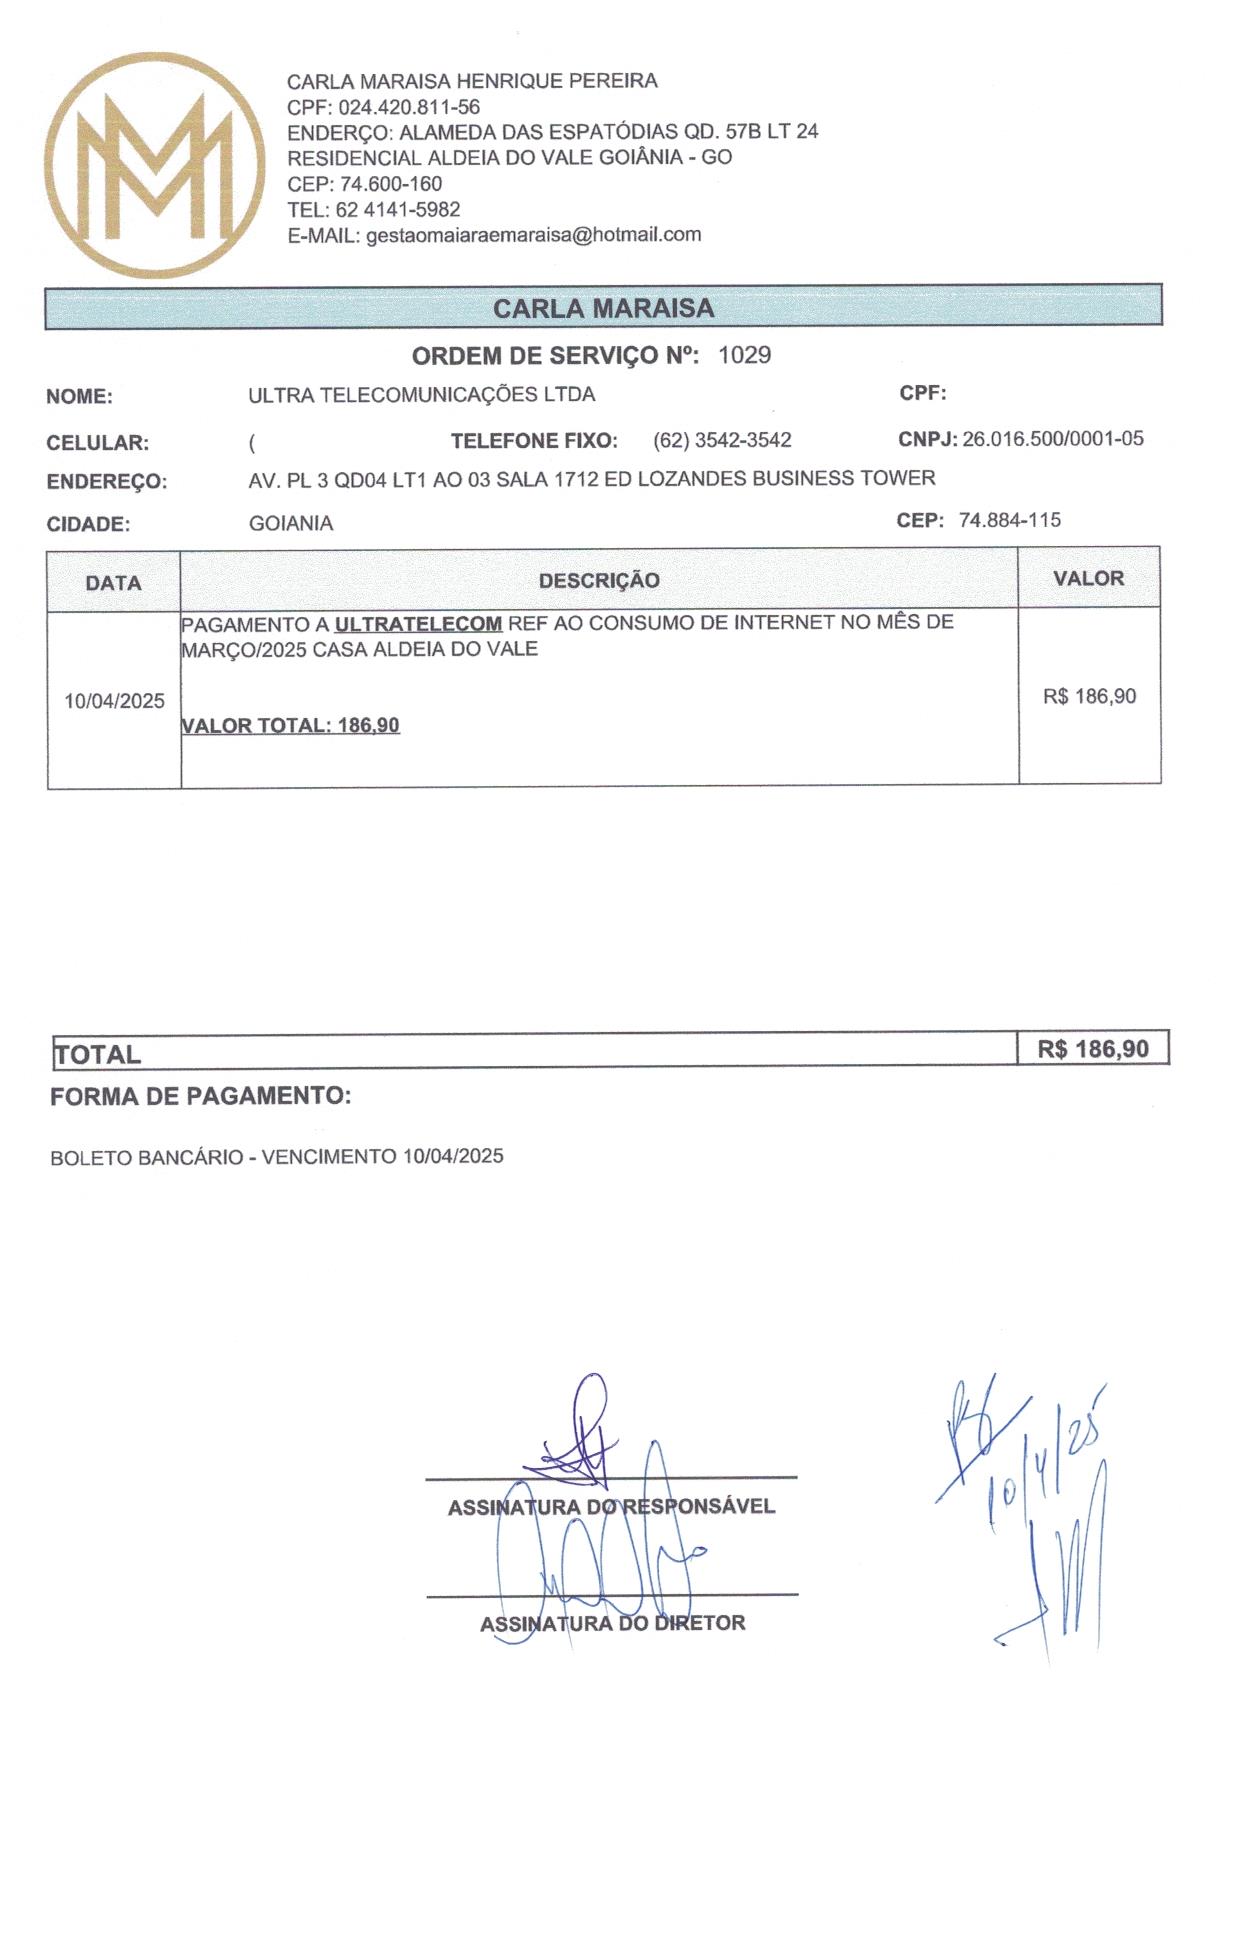 CARLA MARAISA HENRIQUE PEREIRA
CPF: 024.420.811-56
ENDERÇO: ALAMEDA DAS ESPATÓDIAS QD. 57B LT 24
RESIDENCIAL ALDEIA DO VALE GOIÂNIA - GO
CEP: 74.600-160
TEL: 62 4141-5982
E-MAIL: gestaomaiaraemaraisa@hotmail.com
CARLA MARAISA
ORDEM DE SERVIÇO Nº: 1029
NOME: ULTRA TELECOMUNICAÇÕES LTDA CPF:
CELULAR: ( TELEFONE FIXO: (62) 3542-3542 CNPJ: 26.016.500/0001-05
ENDEREÇO: AV. PL 3 QD04 LT1 AO 03 SALA 1712 ED LOZANDES BUSINESS TOWER
CIDADE: GOIANIA CEP: 74.884-115
DATA DESCRIÇÃO VALOR
PAGAMENTO A ULTRATELECOM REF AO CONSUMO DE INTERNET NO MÊS DE
MARÇO/2025 CASA ALDEIA DO VALE
10/04/2025 R$ 186,90
VALOR TOTAL: 186,90
TOTAL R$ 186,90
FORMA DE PAGAMENTO:
BOLETO BANCÁRIO - VENCIMENTO 10/04/2025
10/4/25
ASSINATURA DO RESPONSÁVEL
ASSINATURA DO DIRETOR